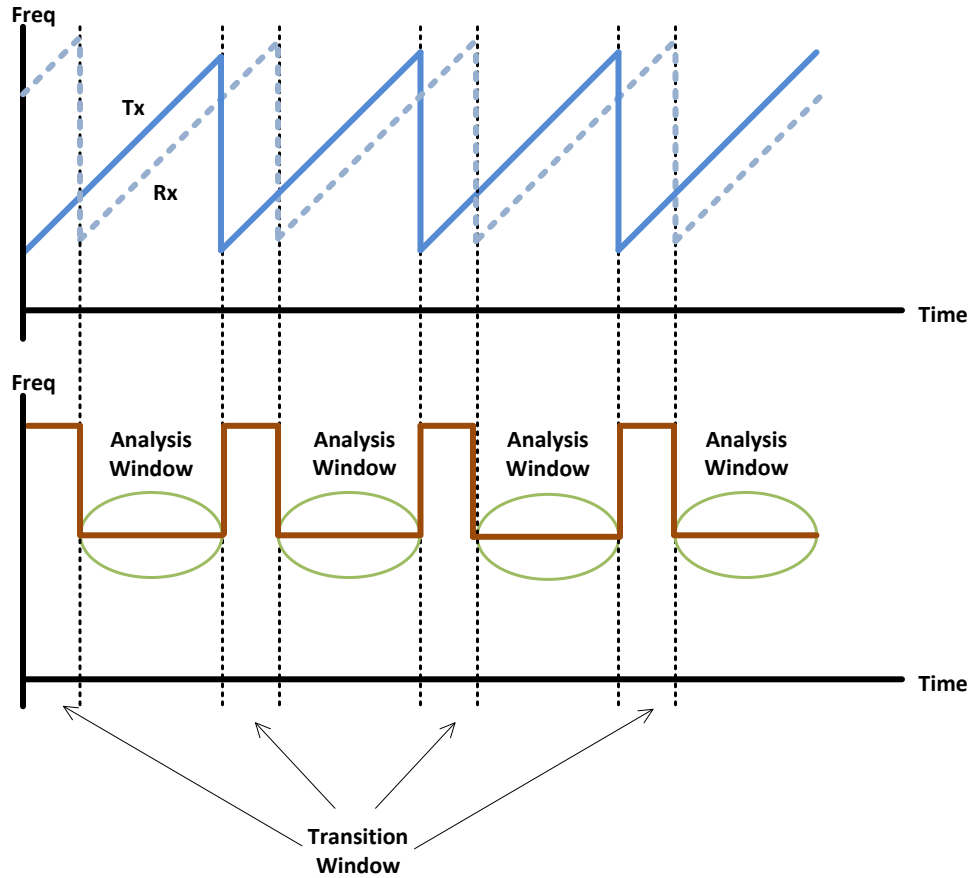 Freq
Tx
Rx
Time
Freq
Analysis
Window
Analysis
Window
Analysis
Window
Analysis
Window
Time
Transition
Window